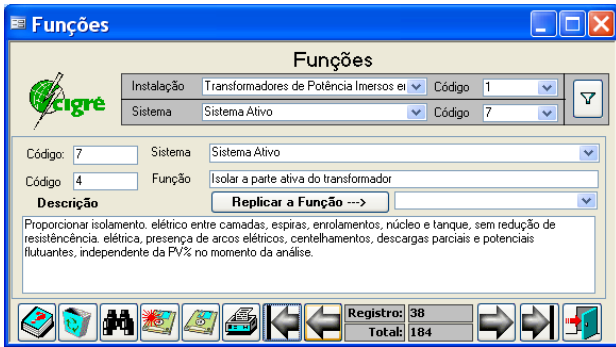 Funções
Funções
cigré
Instalação Transformadores de Potência Imersos er Código 1
Sistema Sistema Ativo Código 7
Código: 7 Sistema Sistema Ativo
Código 4 Função Isolar a parte ativa do transformador
Descrição Replicar a Função --->
Proporcionar isolamento. elétrico entre camadas, espiras, enrolamentos, núcleo e tanque, sem redução de
resistêncência. elétrica, presença de arcos elétricos, centelhamentos, descargas parciais e potenciais
flutuantes, independente da PV% no momento da análise.
Registro: 38
Total: 184